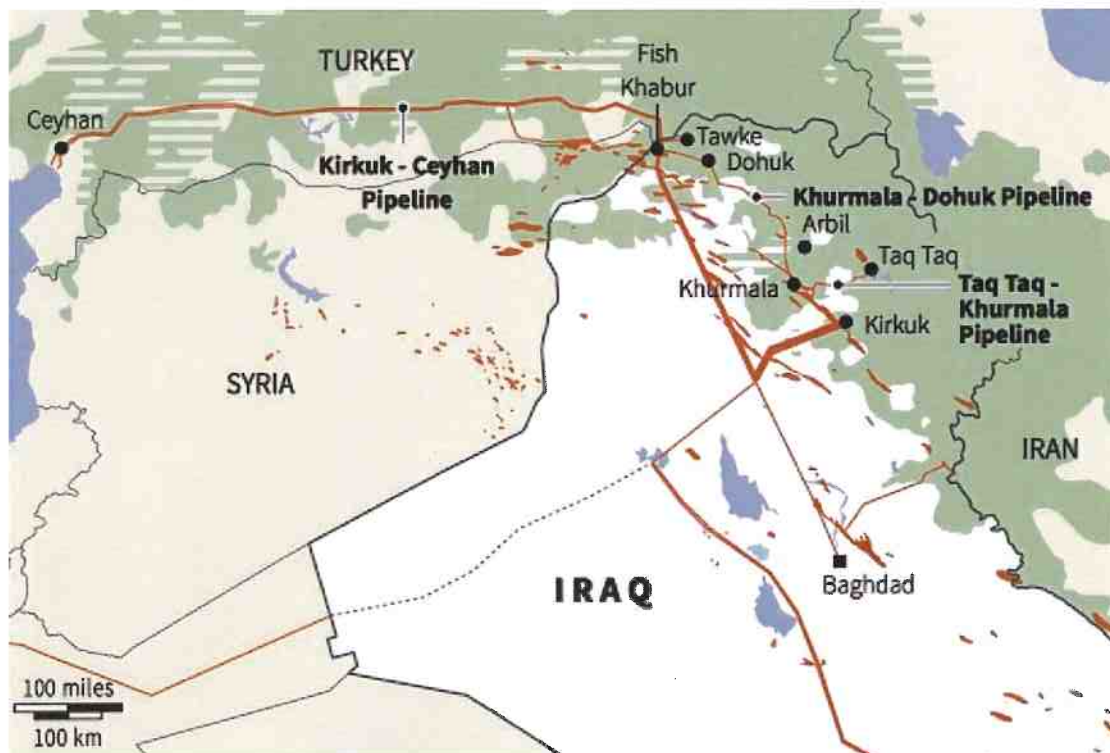 TURKEY
Fish
Khabur
Ceyhan
Tawke
Dohuk
Kirkuk - Ceyhan
Pipeline
Khurmala - Dohuk Pipeline
Arbil
Taq Taq
Khurmala
Taq Taq -
Khurmala
Pipeline
Kirkuk
SYRIA
IRAN
IRAQ
Baghdad
100 miles
100 km